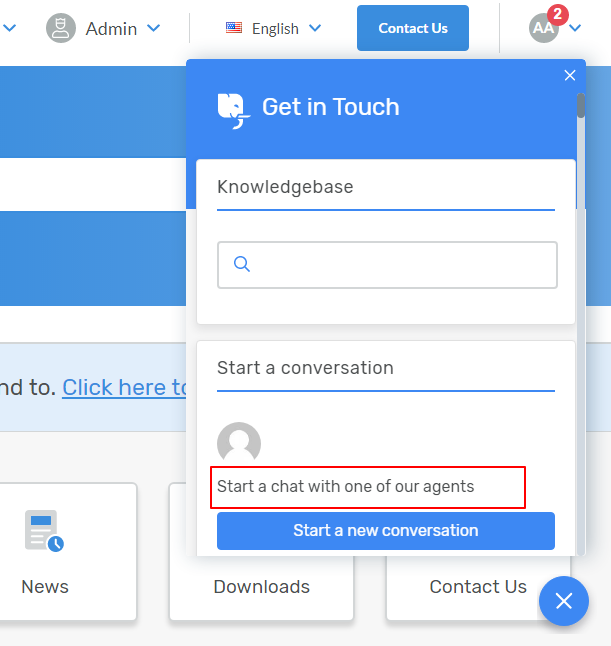 Admin
English
Contact Us
AA
2
Get in Touch
Knowledgebase
Start a conversation
nd to. Click here to
Start a chat with one of our agents
Start a new conversation
News
Downloads
Contact Us